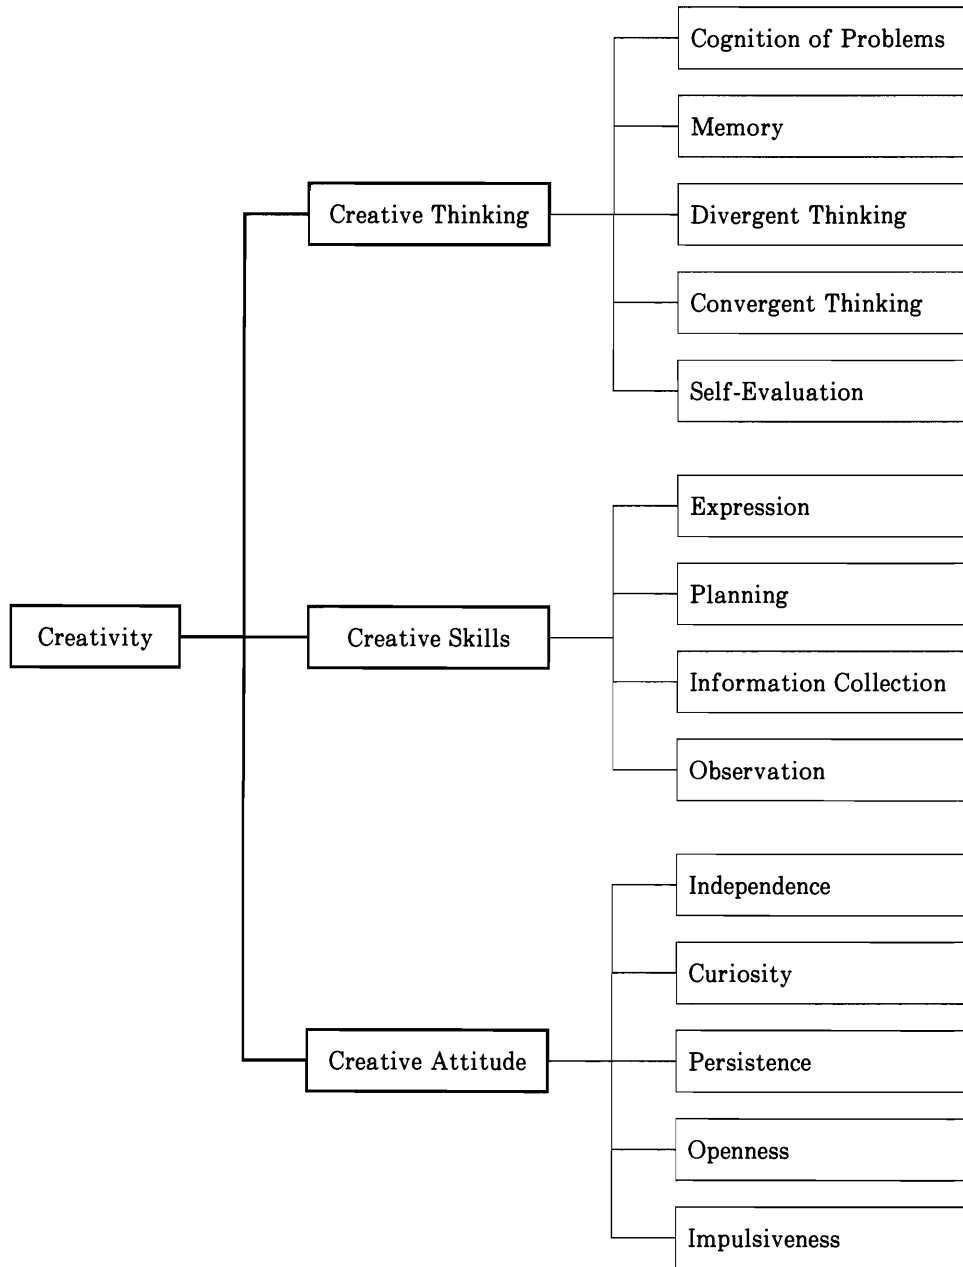 Cognition of Problems
Memory
Creative Thinking
Divergent Thinking
Convergent Thinking
Self-Evaluation
Expression
Planning
Creativity
Creative Skills
Information Collection
Observation
Independence
Curiosity
Creative Attitude
Persistence
Openness
Impulsiveness